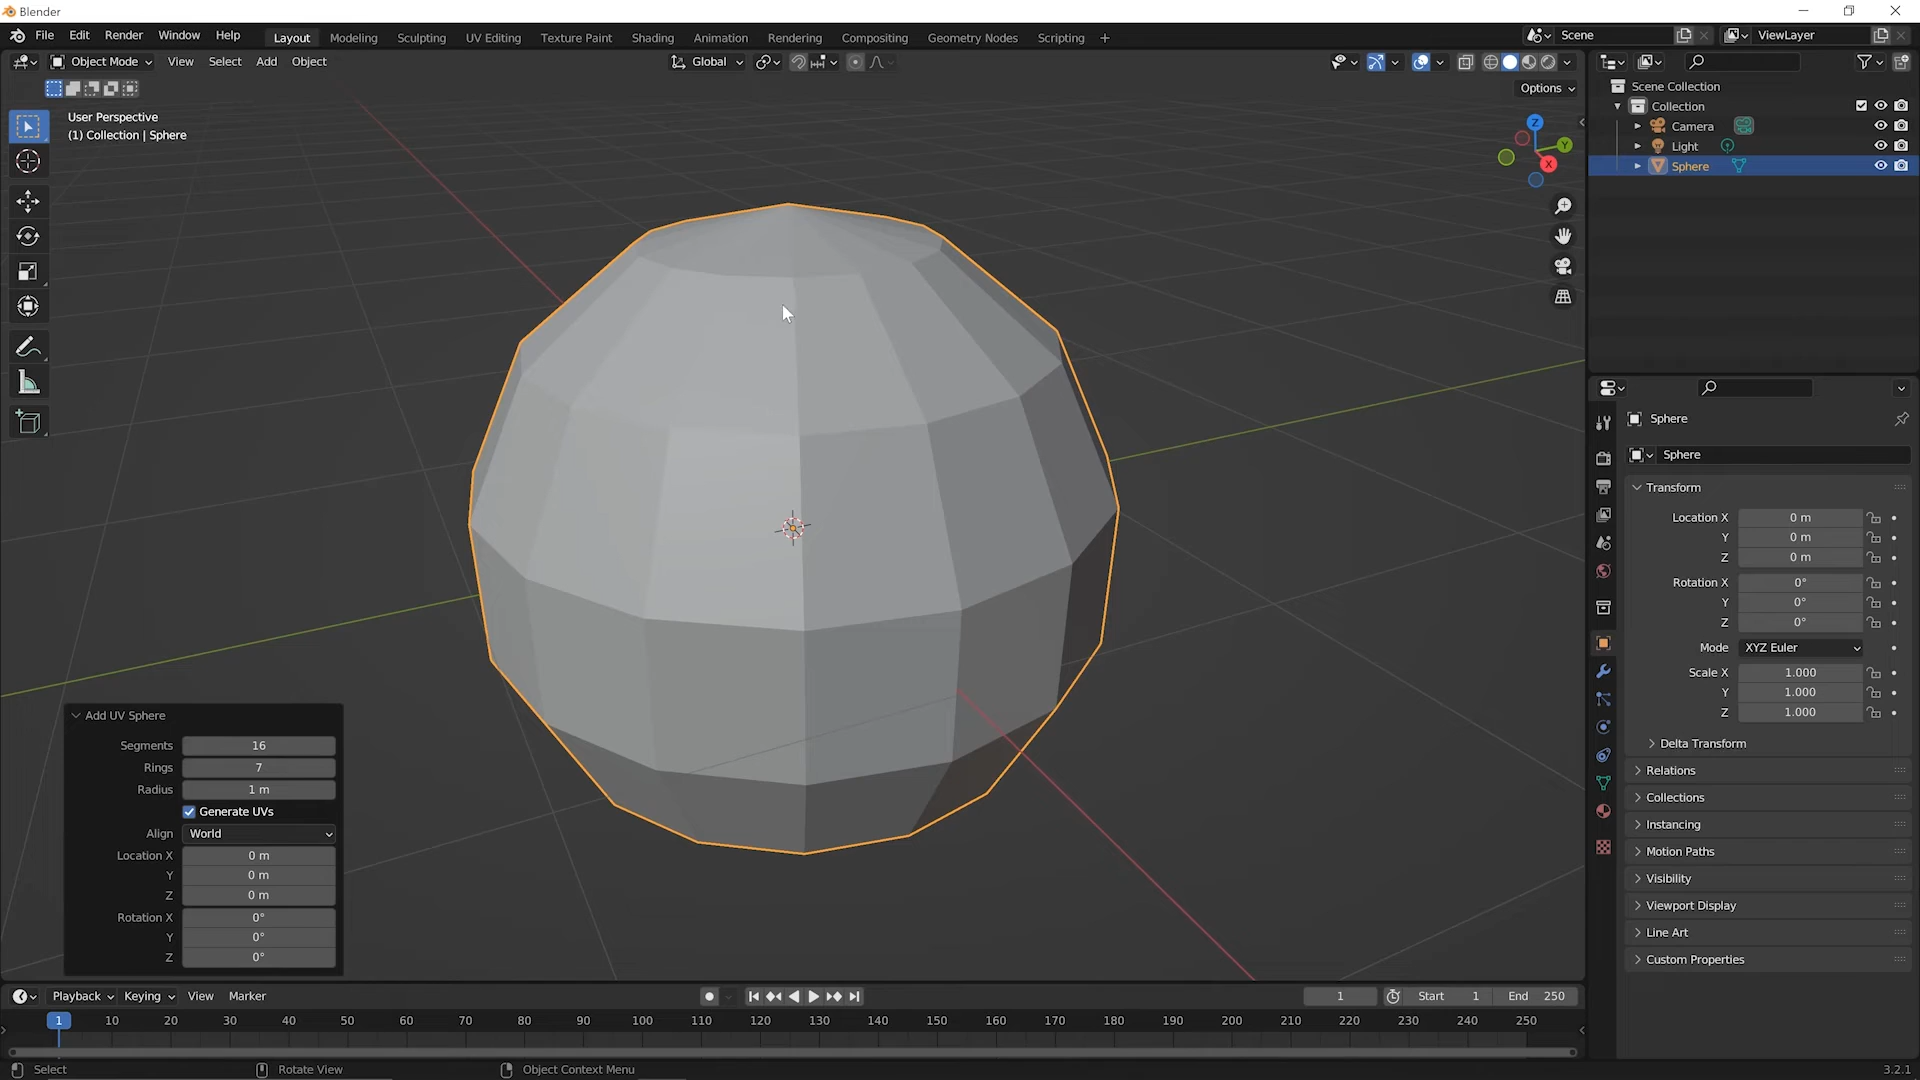 Blender
File Edit Render Window Help Layout Modeling Sculpting UV Editing Texture Paint Shading Animation Rendering Compositing Geometry Nodes Scripting + Scene ViewLayer
Object Mode View Select Add Object Global
Options
User Perspective
(1) Collection | Sphere
Z
Y
X
Scene Collection
Collection
Camera
Light
Sphere
Sphere
Sphere
Transform
Location X 0 m
Y 0 m
Z 0 m
Rotation X 0°
Y 0°
Z 0°
Mode XYZ Euler
Scale X 1.000
Y 1.000
Z 1.000
Delta Transform
Relations
Collections
Instancing
Motion Paths
Visibility
Viewport Display
Line Art
Custom Properties
Add UV Sphere
Segments 16
Rings 7
Radius 1 m
Generate UVs
Align World
Location X 0 m
Y 0 m
Z 0 m
Rotation X 0°
Y 0°
Z 0°
Playback Keying View Marker 1 Start 1 End 250
1 10 20 30 40 50 60 70 80 90 100 110 120 130 140 150 160 170 180 190 200 210 220 230 240 250
Select Rotate View Object Context Menu 3.2.1